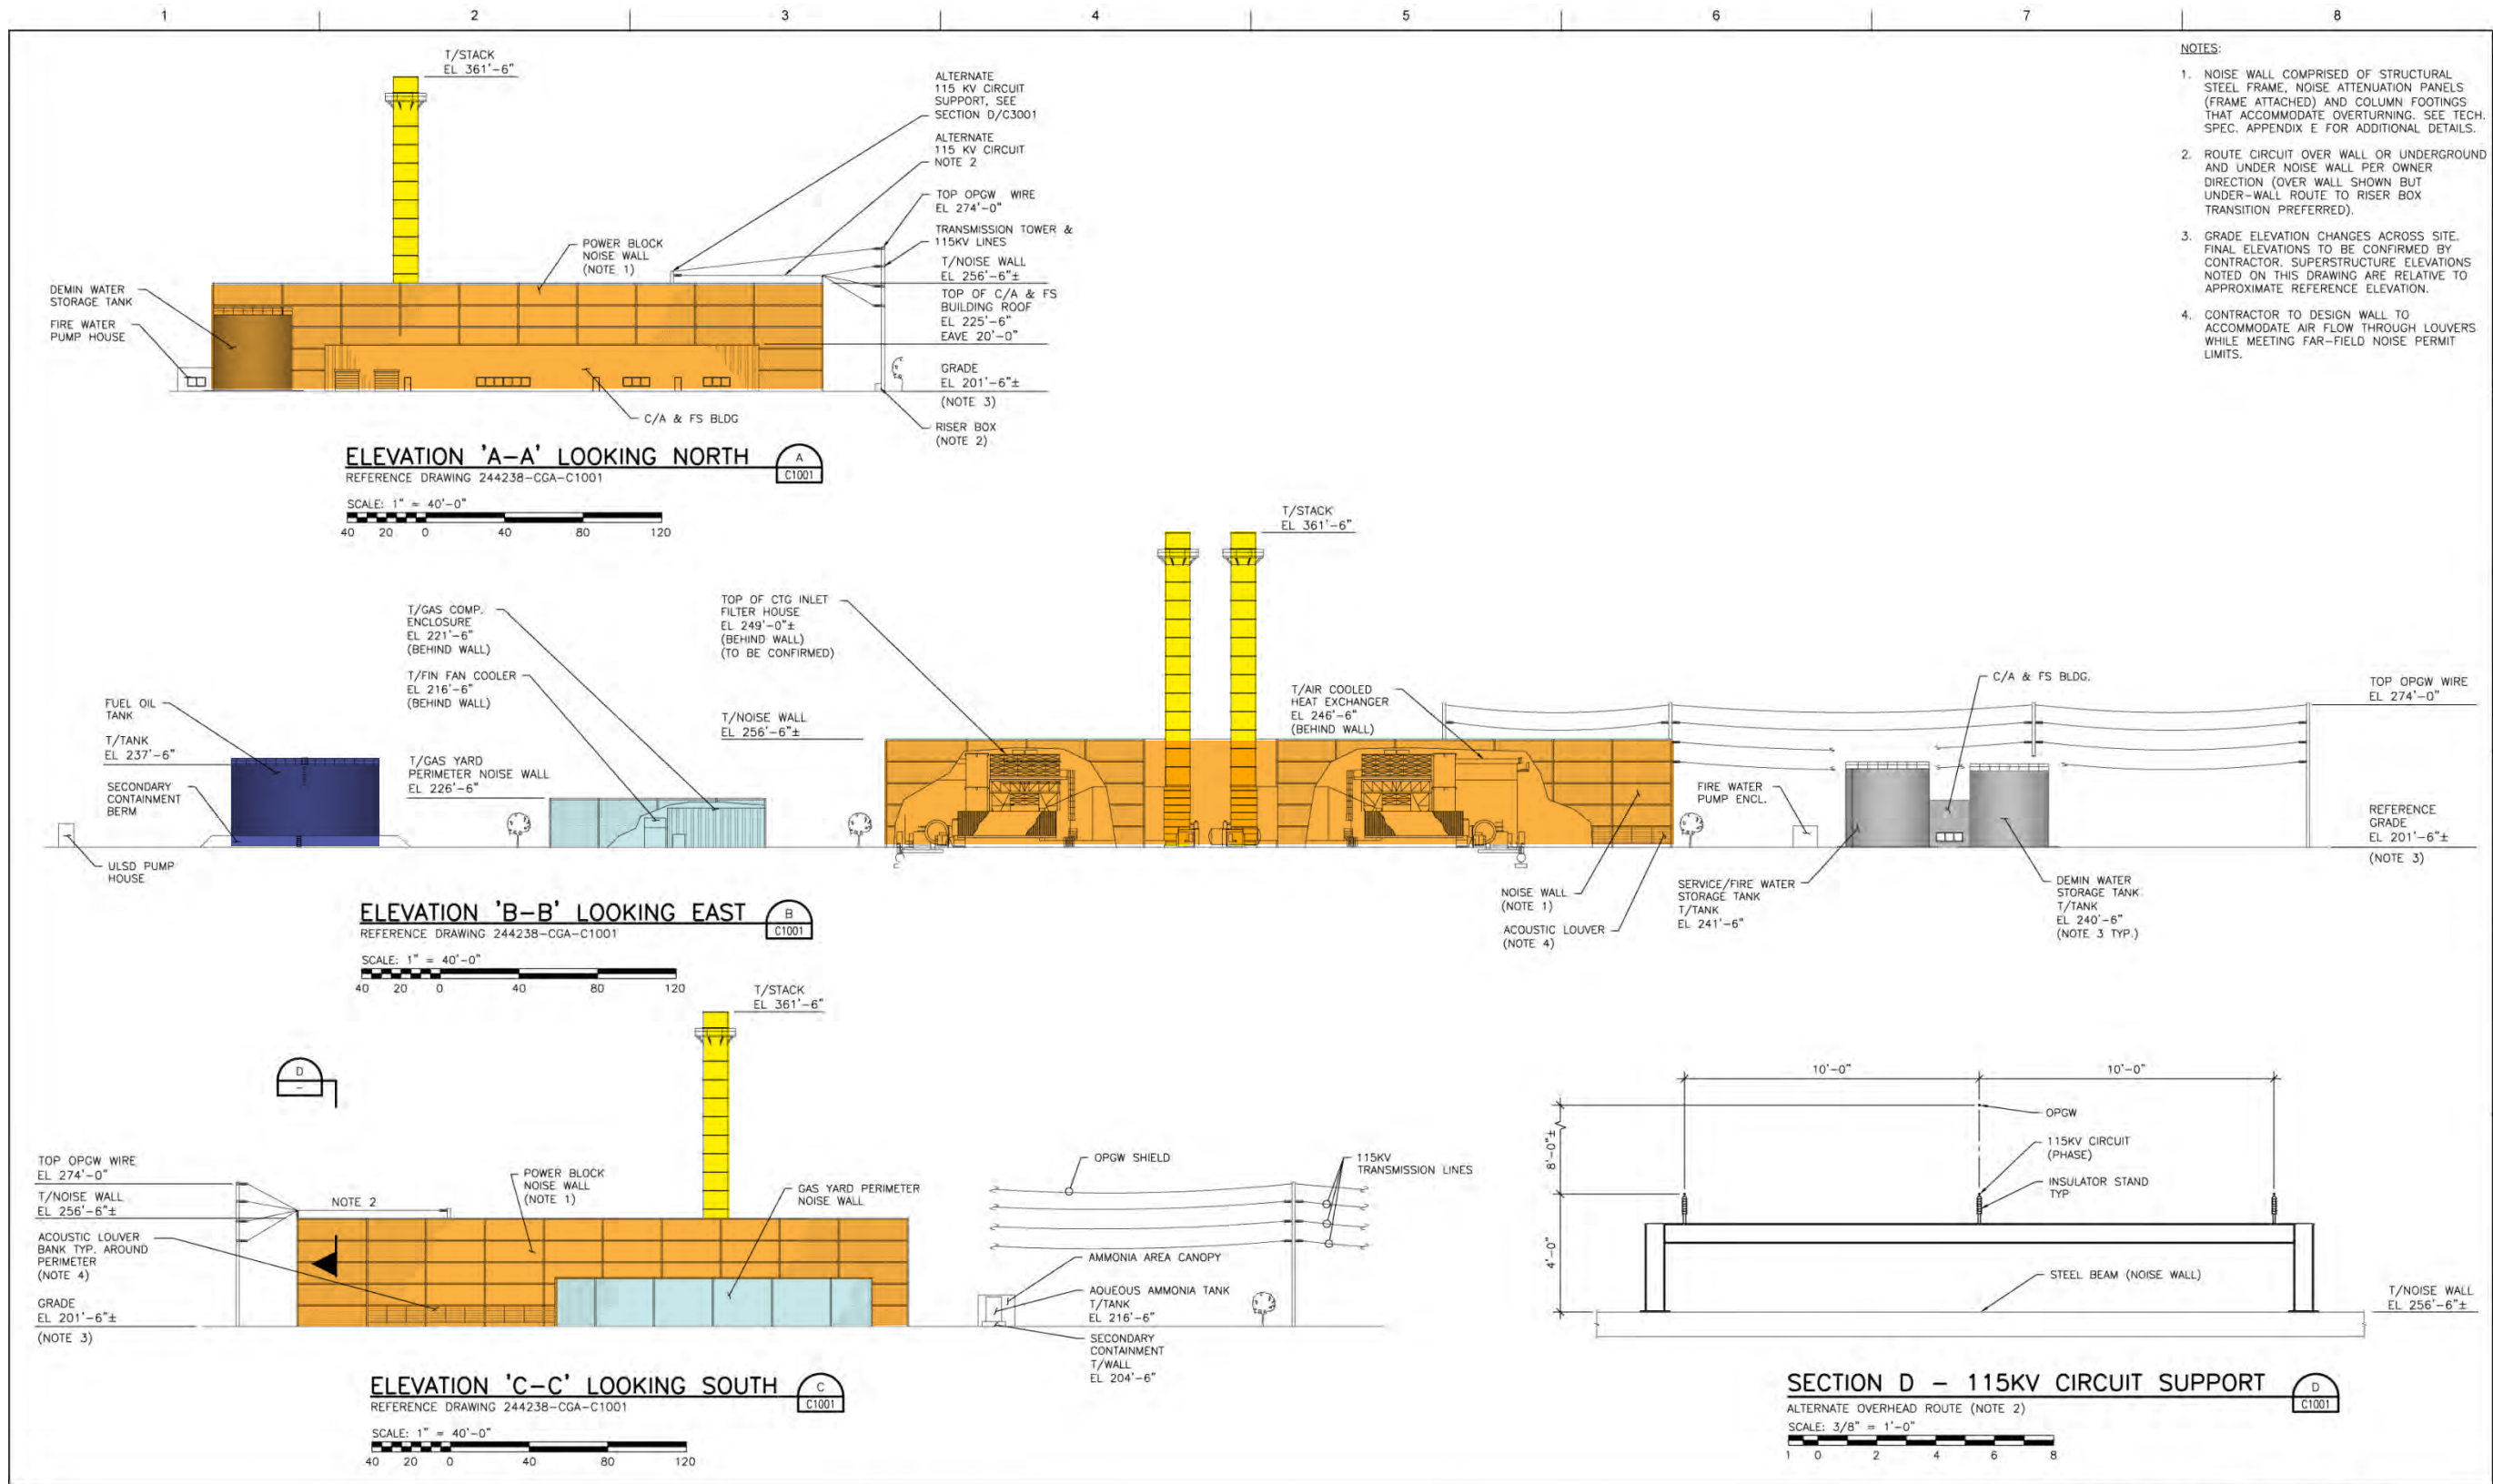 1 2 3 4 5 6 7 8
T/STACK
EL 361'-6"
ALTERNATE
115 KV CIRCUIT
SUPPORT, SEE
SECTION D/C3001
ALTERNATE
115 KV CIRCUIT
NOTE 2
TOP OPGW WIRE
EL 274'-0"
TRANSMISSION TOWER &
115KV LINES
T/NOISE WALL
EL 256'-6"±
TOP OF C/A & FS
BUILDING ROOF
EL 225'-6"
EAVE 20'-0"
GRADE
EL 201'-6"±
(NOTE 3)
RISER BOX
(NOTE 2)
POWER BLOCK
NOISE WALL
(NOTE 1)
DEMIN WATER
STORAGE TANK
FIRE WATER
PUMP HOUSE
C/A & FS BLDG
ELEVATION 'A-A' LOOKING NORTH
A
C1001
REFERENCE DRAWING 244238-CGA-C1001
SCALE: 1" = 40'-0"
40 20 0 40 80 120
NOTES:
1. NOISE WALL COMPRISED OF STRUCTURAL
STEEL FRAME, NOISE ATTENUATION PANELS
(FRAME ATTACHED) AND COLUMN FOOTINGS
THAT ACCOMMODATE OVERTURNING. SEE TECH.
SPEC. APPENDIX E FOR ADDITIONAL DETAILS.
2. ROUTE CIRCUIT OVER WALL OR UNDERGROUND
AND UNDER NOISE WALL PER OWNER
DIRECTION (OVER WALL SHOWN BUT
UNDER-WALL ROUTE TO RISER BOX
TRANSITION PREFERRED).
3. GRADE ELEVATION CHANGES ACROSS SITE.
FINAL ELEVATIONS TO BE CONFIRMED BY
CONTRACTOR. SUPERSTRUCTURE ELEVATIONS
NOTED ON THIS DRAWING ARE RELATIVE TO
APPROXIMATE REFERENCE ELEVATION.
4. CONTRACTOR TO DESIGN WALL TO
ACCOMMODATE AIR FLOW THROUGH LOUVERS
WHILE MEETING FAR-FIELD NOISE PERMIT
LIMITS.
T/STACK
EL 361'-6"
T/GAS COMP.
ENCLOSURE
EL 221'-6"
(BEHIND WALL)
T/FIN FAN COOLER
EL 216'-6"
(BEHIND WALL)
TOP OF CTG INLET
FILTER HOUSE
EL 249'-0"±
(BEHIND WALL)
(TO BE CONFIRMED)
T/NOISE WALL
EL 256'-6"±
T/AIR COOLED
HEAT EXCHANGER
EL 246'-6"
(BEHIND WALL)
C/A & FS BLDG.
TOP OPGW WIRE
EL 274'-0"
FUEL OIL
TANK
T/TANK
EL 237'-6"
SECONDARY
CONTAINMENT
BERM
T/GAS YARD
PERIMETER NOISE WALL
EL 226'-6"
FIRE WATER
PUMP ENCL.
REFERENCE
GRADE
EL 201'-6"±
(NOTE 3)
ULSD PUMP
HOUSE
NOISE WALL
(NOTE 1)
ACOUSTIC LOUVER
(NOTE 4)
SERVICE/FIRE WATER
STORAGE TANK
T/TANK
EL 241'-6"
DEMIN WATER
STORAGE TANK
T/TANK
EL 240'-6"
(NOTE 3 TYP.)
ELEVATION 'B-B' LOOKING EAST
B
C1001
REFERENCE DRAWING 244238-CGA-C1001
SCALE: 1" = 40'-0"
40 20 0 40 80 120
T/STACK
EL 361'-6"
D
-
TOP OPGW WIRE
EL 274'-0"
T/NOISE WALL
EL 256'-6"±
ACOUSTIC LOUVER
BANK TYP. AROUND
PERIMETER
(NOTE 4)
GRADE
EL 201'-6"±
(NOTE 3)
NOTE 2
POWER BLOCK
NOISE WALL
(NOTE 1)
GAS YARD PERIMETER
NOISE WALL
OPGW SHIELD
115KV
TRANSMISSION LINES
AMMONIA AREA CANOPY
AQUEOUS AMMONIA TANK
T/TANK
EL 216'-6"
SECONDARY
CONTAINMENT
T/WALL
EL 204'-6"
ELEVATION 'C-C' LOOKING SOUTH
C
C1001
REFERENCE DRAWING 244238-CGA-C1001
SCALE: 1" = 40'-0"
40 20 0 40 80 120
10'-0" 10'-0"
8'-0"±
4'-0"
OPGW
115KV CIRCUIT
(PHASE)
INSULATOR STAND
TYP
STEEL BEAM (NOISE WALL)
T/NOISE WALL
EL 256'-6"±
SECTION D - 115KV CIRCUIT SUPPORT
D
C1001
ALTERNATE OVERHEAD ROUTE (NOTE 2)
SCALE: 3/8" = 1'-0"
1 0 2 4 6 8